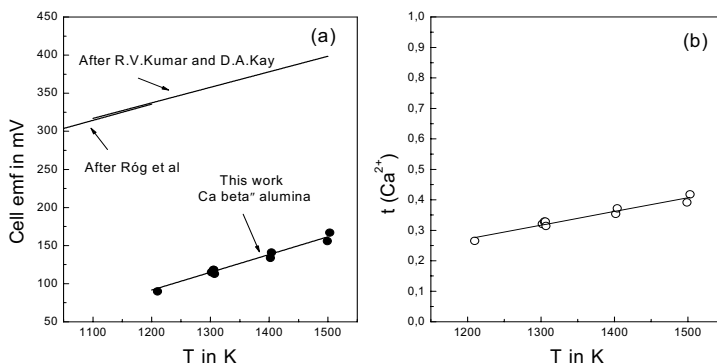 (a)
After R.V.Kumar and D.A.Kay
After Róg et al
This work
Ca beta" alumina
Cell emf in mV
450
400
350
300
250
200
150
100
50
1100
1200
1300
1400
1500
T in K
(b)
t (Ca²⁺)
1,0
0,9
0,8
0,7
0,6
0,5
0,4
0,3
0,2
0,1
0,0
1200
1300
1400
1500
T in K